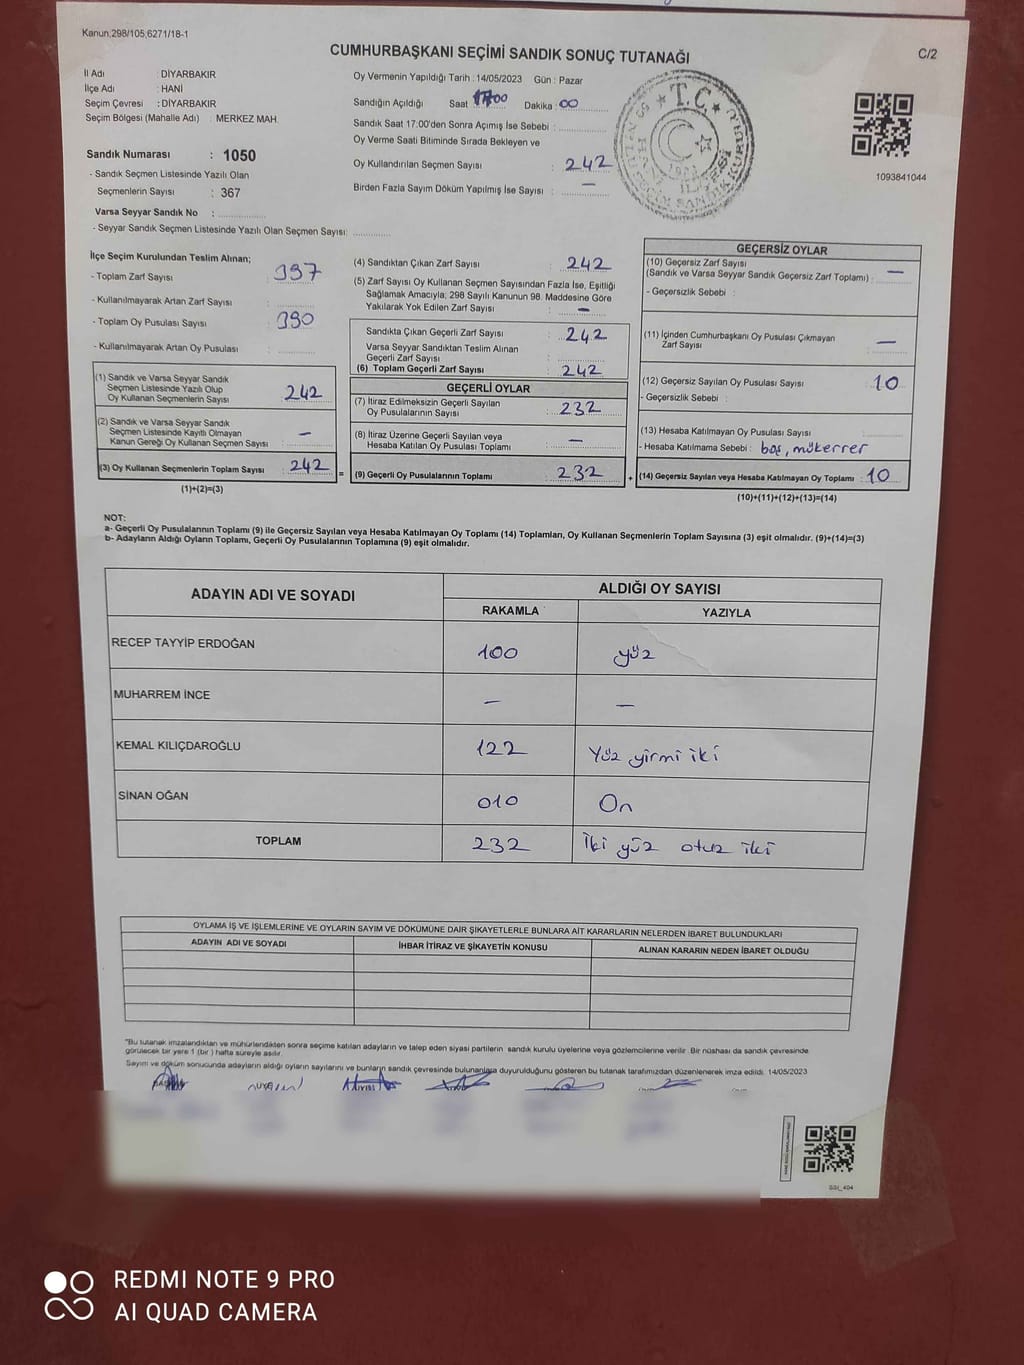 Kanun.298/105,6271/18-1
CUMHURBAŞKANI SEÇİMİ SANDIK SONUÇ TUTANAĞI
C/2
İl Adı : DİYARBAKIR
İlçe Adı : HANİ
Seçim Çevresi : DİYARBAKIR
Seçim Bölgesi (Mahalle Adı) : MERKEZ MAH.
Sandık Numarası : 1050
- Sandık Seçmen Listesinde Yazılı Olan
Seçmenlerin Sayısı : 367
Varsa Seyyar Sandık No :
- Seyyar Sandık Seçmen Listesinde Yazılı Olan Seçmen Sayısı:
Oy Vermenin Yapıldığı Tarih : 14/05/2023 Gün : Pazar
Sandığın Açıldığı Saat 17:00 Dakika : 00
Sandık Saat 17:00'den Sonra Açımış İse Sebebi :
Oy Verme Saati Bitiminde Sırada Bekleyen ve
Oy Kullandırılan Seçmen Sayısı : 242
Birden Fazla Sayım Döküm Yapılmış İse Sayısı : —
T.C.
1093841044
İlçe Seçim Kurulundan Teslim Alınan;
- Toplam Zarf Sayısı : 397
- Kullanılmayarak Artan Zarf Sayısı :
- Toplam Oy Pusulası Sayısı : 390
- Kullanılmayarak Artan Oy Pusulası :
(1) Sandık ve Varsa Seyyar Sandık
Seçmen Listesinde Yazılı Olup
Oy Kullanan Seçmenlerin Sayısı : 242
(2) Sandık ve Varsa Seyyar Sandık
Seçmen Listesinde Kayıtlı Olmayan
Kanun Gereği Oy Kullanan Seçmen Sayısı : —
(3) Oy Kullanan Seçmenlerin Toplam Sayısı : 242
(1)+(2)=(3)
(4) Sandıktan Çıkan Zarf Sayısı : 242
(5) Zarf Sayısı Oy Kullanan Seçmen Sayısından Fazla İse, Eşitliği
Sağlamak Amacıyla; 298 Sayılı Kanunun 98. Maddesine Göre
Yakılarak Yok Edilen Zarf Sayısı : —
Sandıkta Çıkan Geçerli Zarf Sayısı : 242
Varsa Seyyar Sandıktan Teslim Alınan
Geçerli Zarf Sayısı :
(6) Toplam Geçerli Zarf Sayısı : 242
GEÇERLİ OYLAR
(7) İtiraz Edilmeksizin Geçerli Sayılan
Oy Pusulalarının Sayısı : 232
(8) İtiraz Üzerine Geçerli Sayılan veya
Hesaba Katılan Oy Pusulaları Toplamı : —
= (9) Geçerli Oy Pusulalarının Toplamı : 232
GEÇERSİZ OYLAR
(10) Geçersiz Zarf Sayısı
(Sandık ve Varsa Seyyar Sandık Geçersiz Zarf Toplamı) : —
- Geçersizlik Sebebi :
(11) İçinden Cumhurbaşkanı Oy Pusulası Çıkmayan
Zarf Sayısı : —
(12) Geçersiz Sayılan Oy Pusulası Sayısı : 10
- Geçersizlik Sebebi :
(13) Hesaba Katılmayan Oy Pusulası Sayısı :
- Hesaba Katılmama Sebebi : boş, mükerrer
+ (14) Geçersiz Sayılan veya Hesaba Katılmayan Oy Toplamı : 10
(10)+(11)+(12)+(13)=(14)
NOT:
a- Geçerli Oy Pusulalarının Toplamı (9) ile Geçersiz Sayılan veya Hesaba Katılmayan Oy Toplamı (14) Toplamları, Oy Kullanan Seçmenlerin Toplam Sayısına (3) eşit olmalıdır. (9)+(14)=(3)
b- Adayların Aldığı Oyların Toplamı, Geçerli Oy Pusulalarının Toplamına (9) eşit olmalıdır.
ADAYIN ADI VE SOYADI ALDIĞI OY SAYISI
RAKAMLA YAZIYLA
RECEP TAYYİP ERDOĞAN 100 yüz
MUHARREM İNCE — —
KEMAL KILIÇDAROĞLU 122 Yüz yirmi iki
SİNAN OĞAN 010 On
TOPLAM 232 İki yüz otuz iki
OYLAMA İŞ VE İŞLEMLERİNE VE OYLARIN SAYIM VE DÖKÜMÜNE DAİR ŞİKAYETLERLE BUNLARA AİT KARARLARIN NELERDEN İBARET BULUNDUKLARI
ADAYIN ADI VE SOYADI İHBAR İTİRAZ VE ŞİKAYETİN KONUSU ALINAN KARARIN NEDEN İBARET OLDUĞU
"Bu tutanak imzalandıktan ve mühürlendikten sonra seçime katılan adayların ve talep eden siyasi partilerin sandık kurulu üyelerine veya gözlemcilerine verilir. Bir nüshası da sandık çevresinde
görülecek bir yere 1 (bir ) hafta süreyle asılır.
Sayım ve döküm sonucunda adayların aldığı oyların sayılarını ve bunların sandık çevresinde bulunanlara duyurulduğunu gösteren bu tutanak tarafımızdan düzenlenerek imza edildi. 14/05/2023
REDMI NOTE 9 PRO
AI QUAD CAMERA